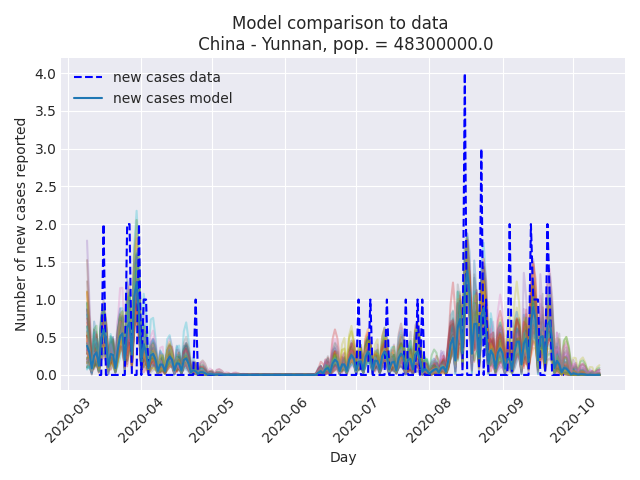 Model comparison to data
China - Yunnan, pop. = 48300000.0
new cases data
new cases model
Number of new cases reported
4.0
3.5
3.0
2.5
2.0
1.5
1.0
0.5
0.0
2020-03
2020-04
2020-05
2020-06
2020-07
2020-08
2020-09
2020-10
Day